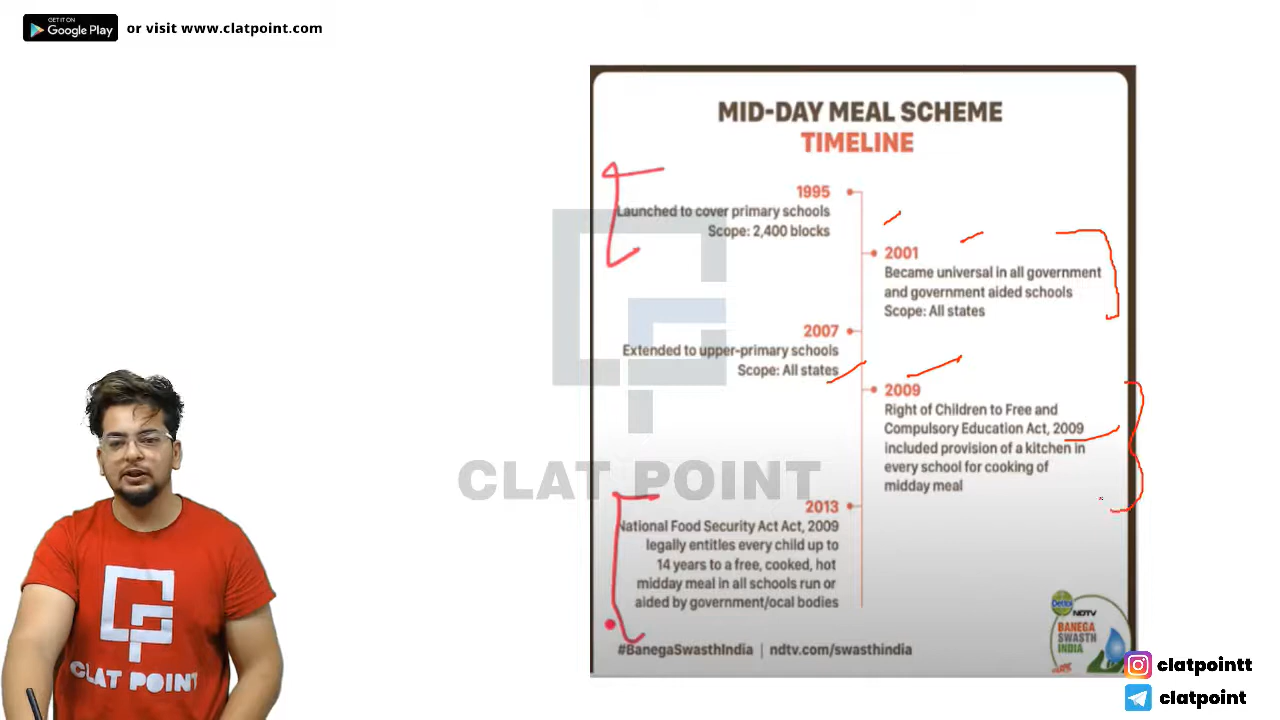 GET IT ON
Google Play
or visit www.clatpoint.com
MID-DAY MEAL SCHEME
TIMELINE
1995
Launched to cover primary schools
Scope: 2,400 blocks
2001
Became universal in all government
and government aided schools
Scope: All states
2007
Extended to upper-primary schools
Scope: All states
2009
Right of Children to Free and
Compulsory Education Act, 2009
included provision of a kitchen in
every school for cooking of
midday meal
2013
National Food Security Act Act, 2009
legally entitles every child up to
14 years to a free, cooked, hot
midday meal in all schools run or
aided by government/ocal bodies
#BanegaSwasthIndia | ndtv.com/swasthindia
Dettol NDTV
BANEGA
SWASTH
INDIA
CLAT POINT
CLAT POINT
clatpointt
clatpoint